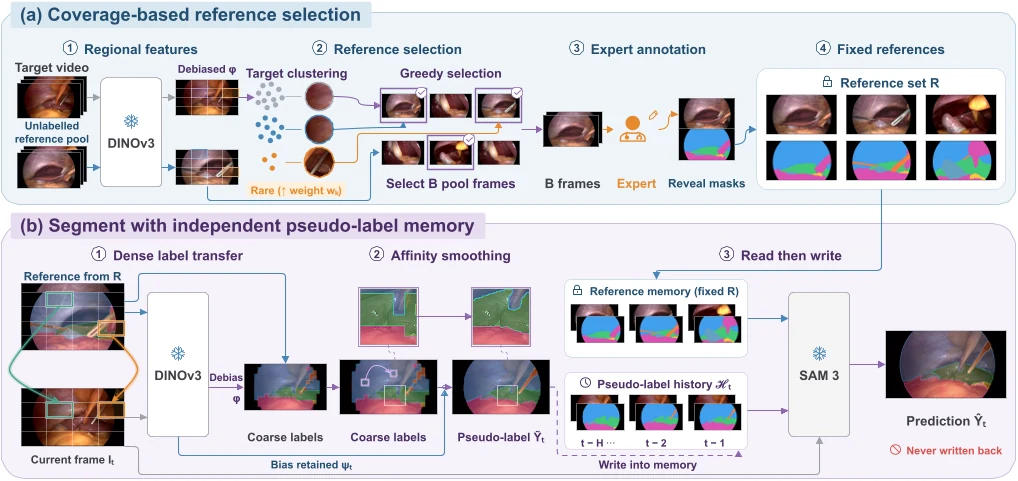 (a) Coverage-based reference selection
1 Regional features
2 Reference selection
3 Expert annotation
4 Fixed references
Target video
Debiased φ
Target clustering
Greedy selection
Reference set R
Unlabelled
reference pool
DINOv3
Rare (↑ weight wₖ)
Select B pool frames
B frames
Expert
Reveal masks
(b) Segment with independent pseudo-label memory
1 Dense label transfer
2 Affinity smoothing
3 Read then write
Reference from R
Reference memory (fixed R)
DINOv3
Debias
φ
SAM 3
Pseudo-label history ℋₜ
Coarse labels
Coarse labels
Pseudo-label Ỹₜ
t − H ···
t − 2
t − 1
Prediction Ŷₜ
Current frame Iₜ
Bias retained ψₜ
Write into memory
Never written back